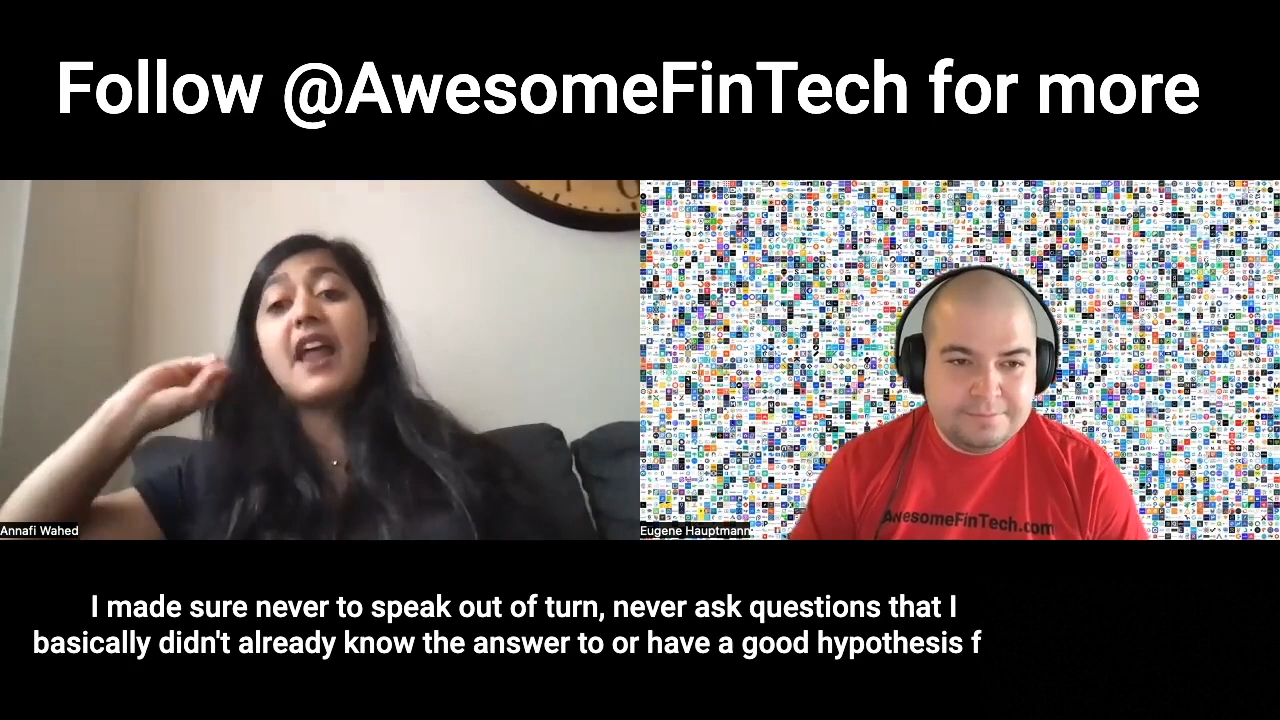 Follow @AwesomeFinTech for more
Annafi Wahed
Eugene Hauptmann
AwesomeFinTech.com
I made sure never to speak out of turn, never ask questions that I
basically didn't already know the answer to or have a good hypothesis f